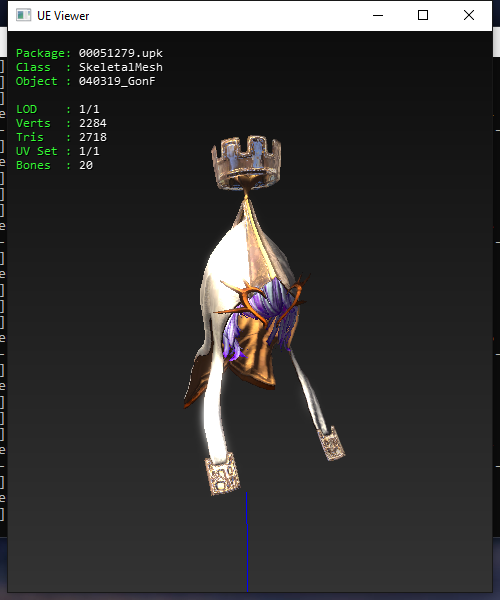 UE Viewer
Package: 00051279.upk
Class  : SkeletalMesh
Object : 040319_GonF
LOD    : 1/1
Verts  : 2284
Tris   : 2718
UV Set : 1/1
Bones  : 20